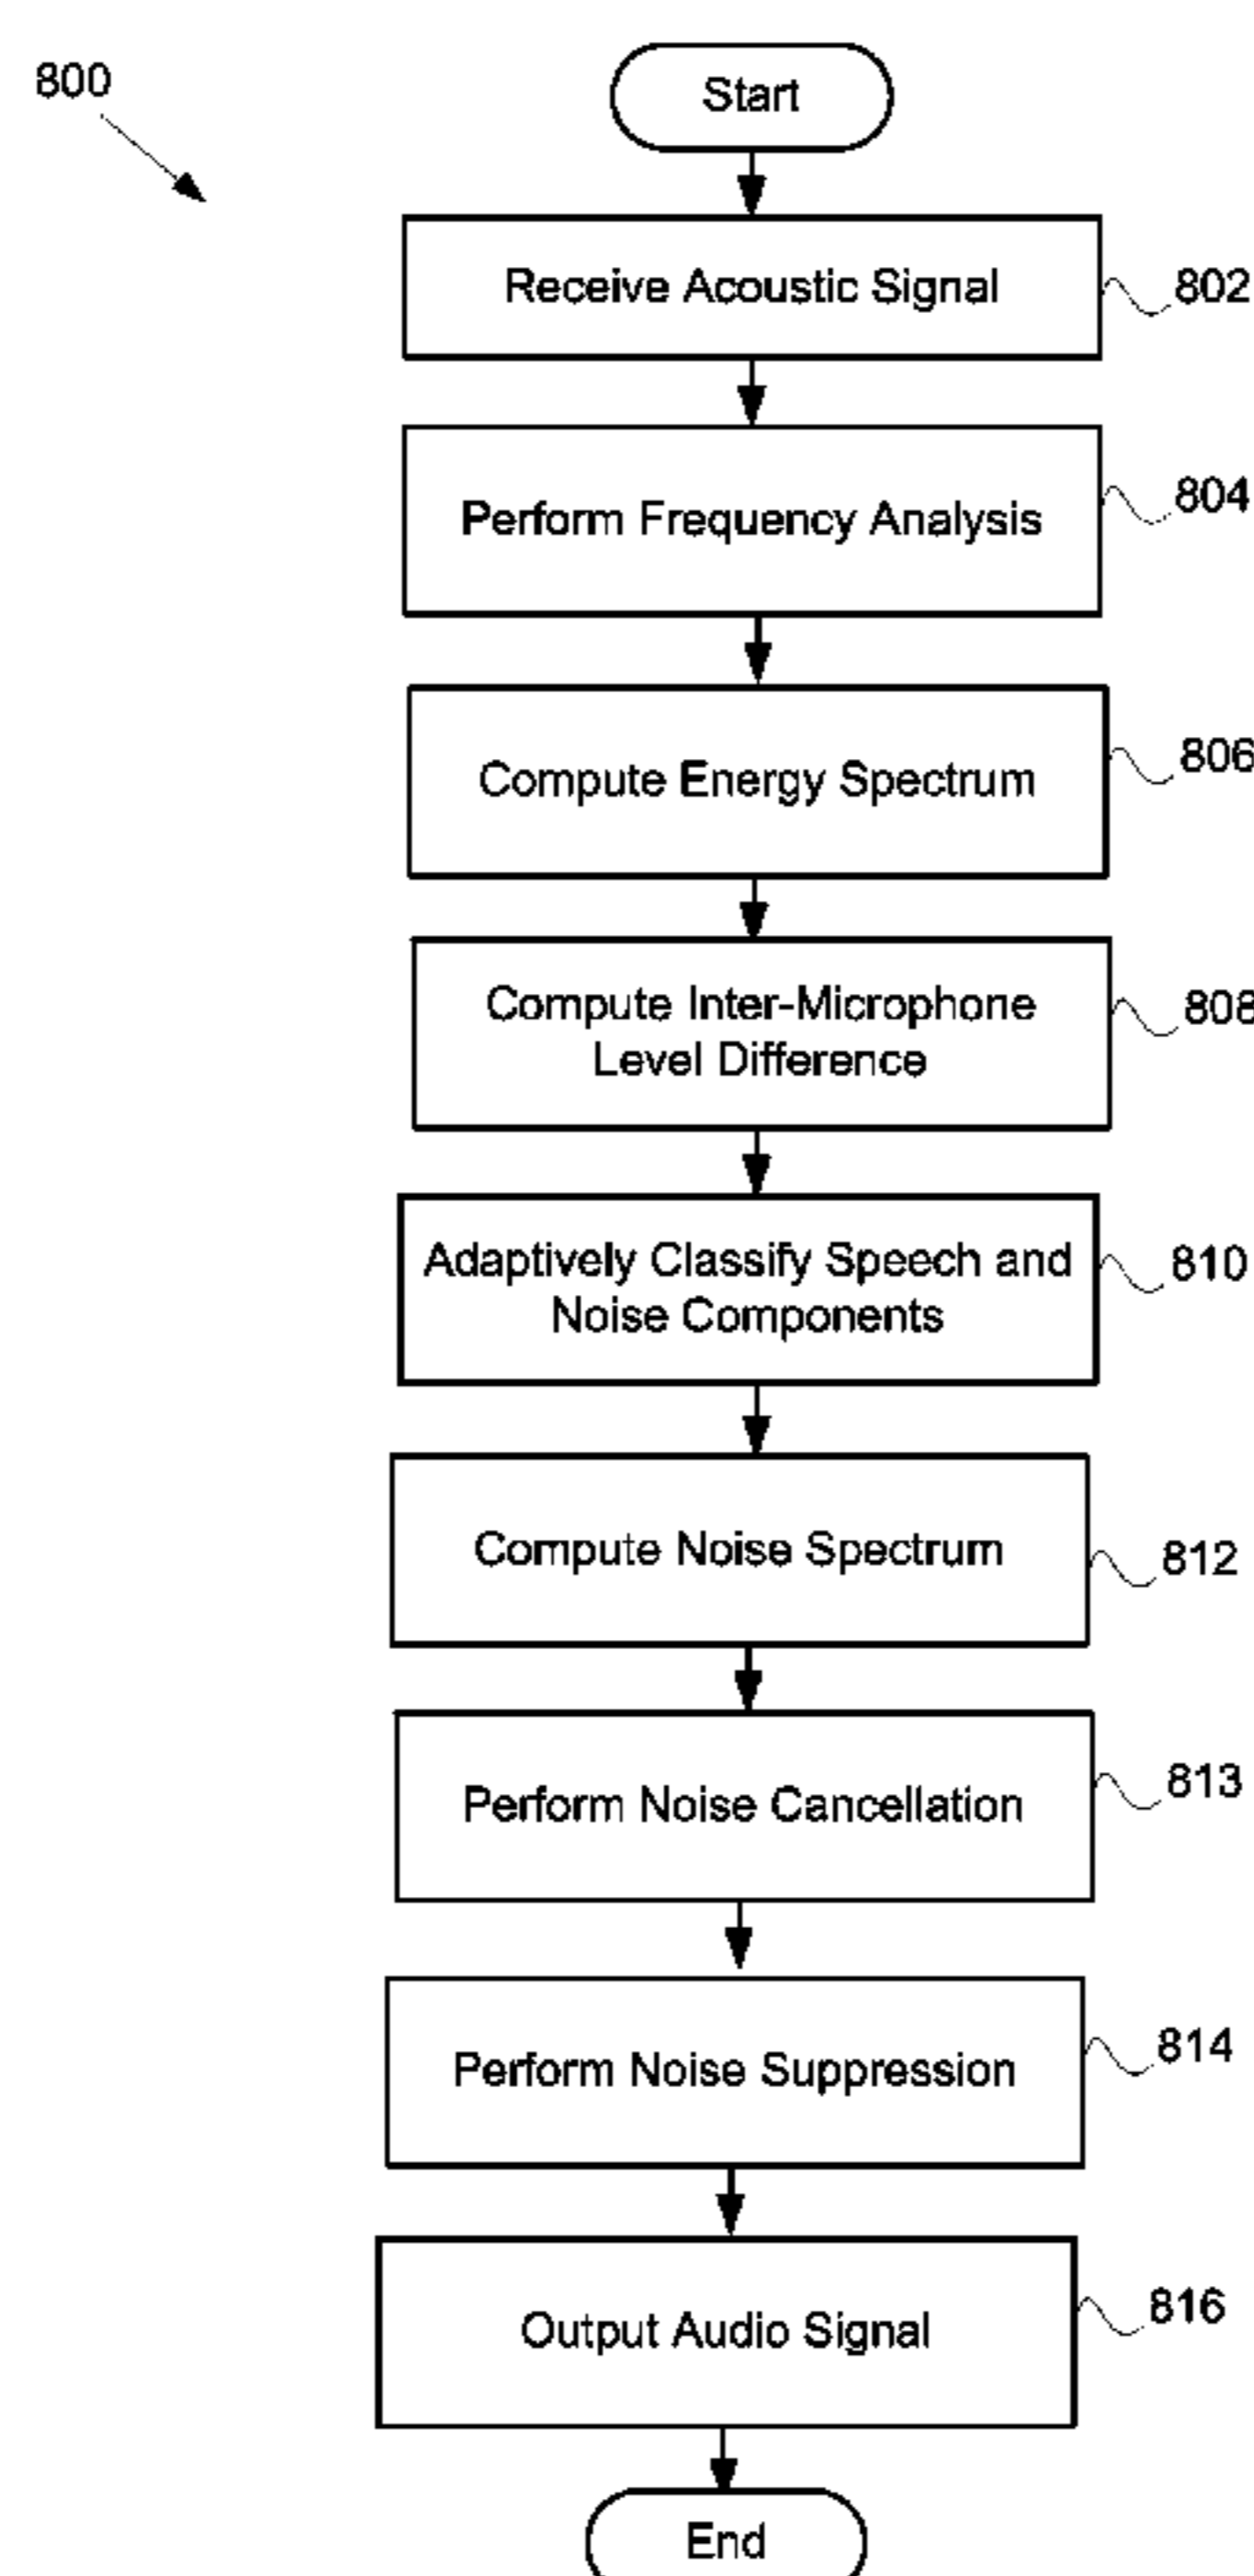 800
Start
Receive Acoustic Signal
802
Perform Frequency Analysis
804
Compute Energy Spectrum
806
Compute Inter-Microphone
Level Difference
808
Adaptively Classify Speech and
Noise Components
810
Compute Noise Spectrum
812
Perform Noise Cancellation
813
Perform Noise Suppression
814
Output Audio Signal
816
End